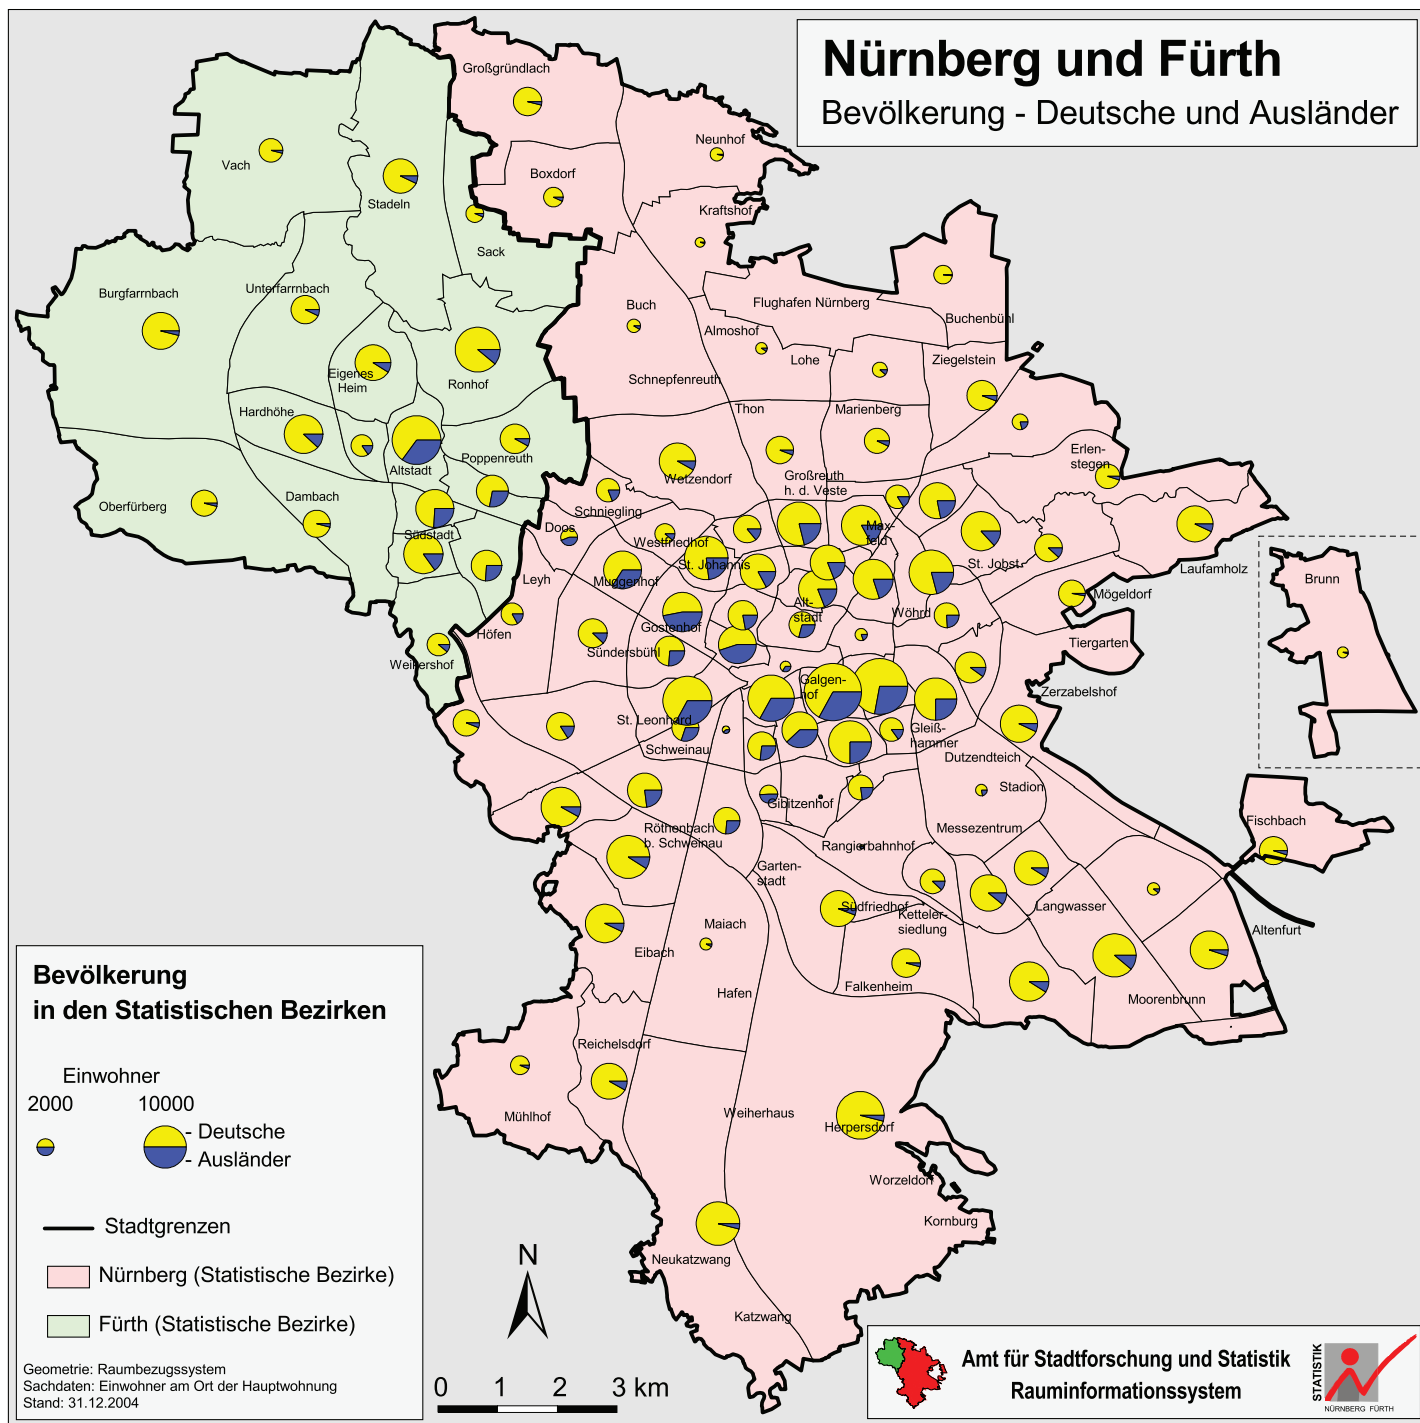 Nürnberg und Fürth
Bevölkerung - Deutsche und Ausländer
Großgründlach
Neunhof
Vach
Boxdorf
Stadeln
Kraftshof
Sack
Burgfarrnbach
Unterfarrnbach
Buch
Flughafen Nürnberg
Buchenbühl
Almoshof
Lohe
Ziegelstein
Eigenes
Heim
Ronhof
Schnepfenreuth
Hardhöhe
Thon
Marienberg
Altstadt
Poppenreuth
Erlen-
stegen
Wetzendorf
Großreuth
h. d. Veste
Oberfürberg
Dambach
Schniegling
Südstadt
Doos
Westfriedhof
Max-
feld
St. Johannis
St. Jobst
Laufamholz
Leyh
Muggenhof
Mögeldorf
Brunn
Alt-
stadt
Wöhrd
Höfen
Gostenhof
Tiergarten
Sündersbühl
Weikershof
Galgen-
hof
Zerzabelshof
St. Leonhard
Schweinau
Gleiß-
hammer
Dutzendteich
Stadion
Gibitzenhof
Fischbach
Röthenbach
b. Schweinau
Messezentrum
Rangierbahnhof
Garten-
stadt
Südfriedhof
Langwasser
Ketteler-
siedlung
Maiach
Altenfurt
Eibach
Falkenheim
Hafen
Moorenbrunn
Reichelsdorf
Mühlhof
Weiherhaus
Herpersdorf
Worzeldorf
Kornburg
Neukatzwang
Katzwang
Bevölkerung
in den Statistischen Bezirken
Einwohner
2000 10000
- Deutsche
- Ausländer
Stadtgrenzen
Nürnberg (Statistische Bezirke)
Fürth (Statistische Bezirke)
Geometrie: Raumbezugssystem
Sachdaten: Einwohner am Ort der Hauptwohnung
Stand: 31.12.2004
N
0 1 2 3 km
Amt für Stadtforschung und Statistik
Rauminformationssystem
STATISTIK
NÜRNBERG FÜRTH